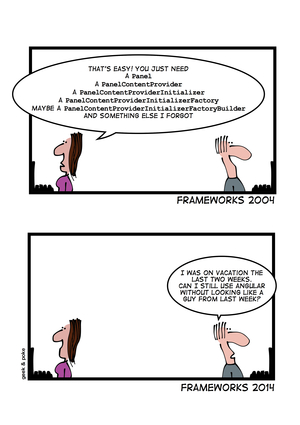 THAT'S EASY! YOU JUST NEED
A Panel
A PanelContentProvider
A PanelContentProviderInitializer
A PanelContentProviderInitializerFactory
MAYBE A PanelContentProviderInitializerFactoryBuilder
AND SOMETHING ELSE I FORGOT
FRAMEWORKS 2004
I WAS ON VACATION THE
LAST TWO WEEKS.
CAN I STILL USE ANGULAR
WITHOUT LOOKING LIKE A
GUY FROM LAST WEEK?
geek & poke
FRAMEWORKS 2014